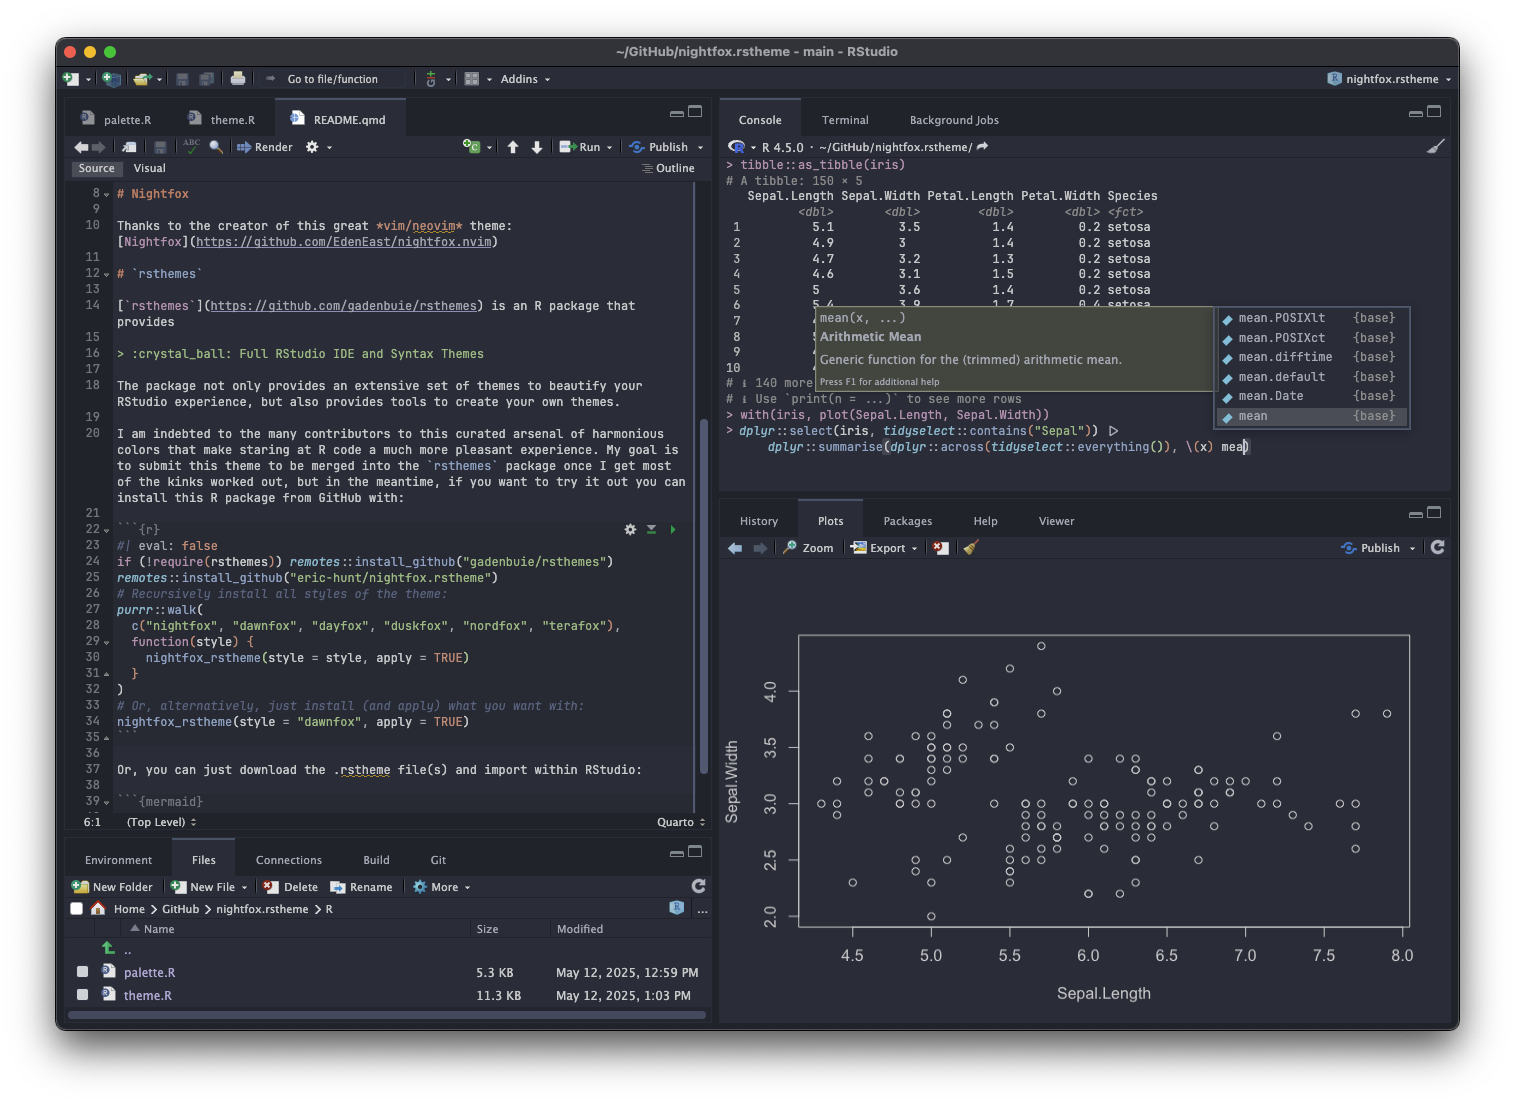 ~/GitHub/nightfox.rstheme - main - RStudio
Go to file/function
Addins
nightfox.rstheme
palette.R
theme.R
README.qmd
Render
Run
Publish
Source
Visual
Outline
8 # Nightfox
9
10 Thanks to the creator of this great *vim/neovim* theme:
[Nightfox](https://github.com/EdenEast/nightfox.nvim)
11
12 # `rsthemes`
13
14 [`rsthemes`](https://github.com/gadenbuie/rsthemes) is an R package that
provides
15
16 > :crystal_ball: Full RStudio IDE and Syntax Themes
17
18 The package not only provides an extensive set of themes to beautify your
RStudio experience, but also provides tools to create your own themes.
19
20 I am indebted to the many contributors to this curated arsenal of harmonious
colors that make staring at R code a much more pleasant experience. My goal is
to submit this theme to be merged into the `rsthemes` package once I get most
of the kinks worked out, but in the meantime, if you want to try it out you can
install this R package from GitHub with:
21
22 ```{r}
23 #| eval: false
24 if (!require(rsthemes)) remotes::install_github("gadenbuie/rsthemes")
25 remotes::install_github("eric-hunt/nightfox.rstheme")
26 # Recursively install all styles of the theme:
27 purrr::walk(
28 c("nightfox", "dawnfox", "dayfox", "duskfox", "nordfox", "terafox"),
29 function(style) {
30 nightfox_rstheme(style = style, apply = TRUE)
31 }
32 )
33 # Or, alternatively, just install (and apply) what you want with:
34 nightfox_rstheme(style = "dawnfox", apply = TRUE)
35 ```
36
37 Or, you can just download the .rstheme file(s) and import within RStudio:
38
39 ```{mermaid}
6:1 (Top Level) Quarto
Environment
Files
Connections
Build
Git
New Folder
New File
Delete
Rename
More
Home > GitHub > nightfox.rstheme > R
...
Name Size Modified
..
palette.R 5.3 KB May 12, 2025, 12:59 PM
theme.R 11.3 KB May 12, 2025, 1:03 PM
Console
Terminal
Background Jobs
R 4.5.0 · ~/GitHub/nightfox.rstheme/
> tibble::as_tibble(iris)
# A tibble: 150 × 5
Sepal.Length Sepal.Width Petal.Length Petal.Width Species
<dbl> <dbl> <dbl> <dbl> <fct>
1 5.1 3.5 1.4 0.2 setosa
2 4.9 3 1.4 0.2 setosa
3 4.7 3.2 1.3 0.2 setosa
4 4.6 3.1 1.5 0.2 setosa
5 5 3.6 1.4 0.2 setosa
6 5.4 3.9 1.7 0.4 setosa
7
8
9
10
# ℹ 140 more
# ℹ Use `print(n = ...)` to see more rows
> with(iris, plot(Sepal.Length, Sepal.Width))
> dplyr::select(iris, tidyselect::contains("Sepal")) |>
dplyr::summarise(dplyr::across(tidyselect::everything()), \(x) mea)
mean(x, ...)
Arithmetic Mean
Generic function for the (trimmed) arithmetic mean.
Press F1 for additional help
mean.POSIXlt {base}
mean.POSIXct {base}
mean.difftime {base}
mean.default {base}
mean.Date {base}
mean {base}
History
Plots
Packages
Help
Viewer
Zoom
Export
Publish
Sepal.Width
4.0
3.5
3.0
2.5
2.0
4.5 5.0 5.5 6.0 6.5 7.0 7.5 8.0
Sepal.Length